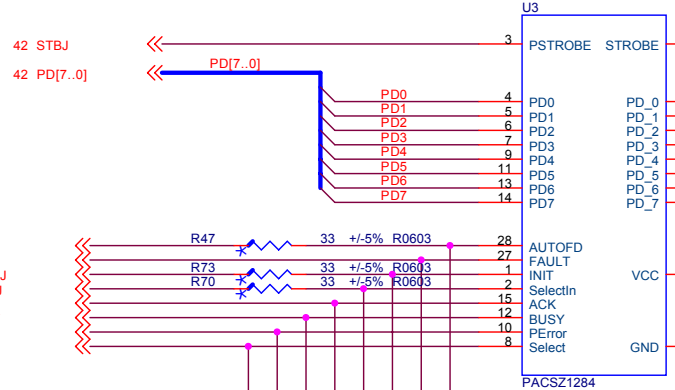 U3
42 STBJ 3 PSTROBE STROBE
42 PD[7..0] PD[7..0]
PD0 4 PD0 PD_0
PD1 5 PD1 PD_1
PD2 6 PD2 PD_2
PD3 7 PD3 PD_3
PD4 9 PD4 PD_4
PD5 11 PD5 PD_5
PD6 13 PD6 PD_6
PD7 14 PD7 PD_7
R47 33 +/-5% R0603 28 AUTOFD
27 FAULT
J R73 33 +/-5% R0603 1 INIT VCC
R70 33 +/-5% R0603 2 SelectIn
15 ACK
12 BUSY
10 PError
8 Select GND
PACSZ1284